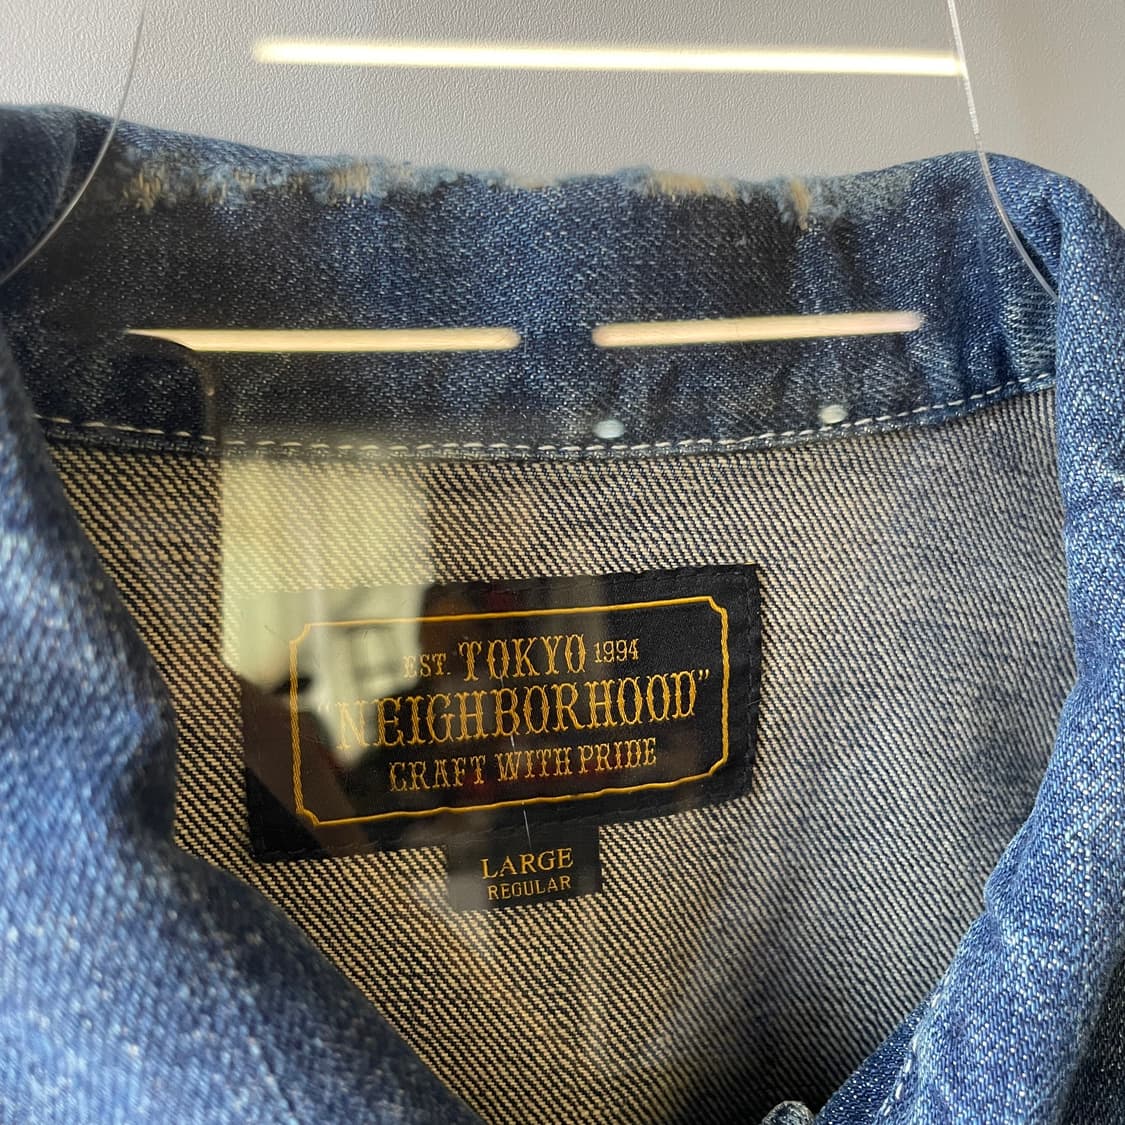 EST. TOKYO 1994
"NEIGHBORHOOD"
CRAFT WITH PRIDE
LARGE
REGULAR